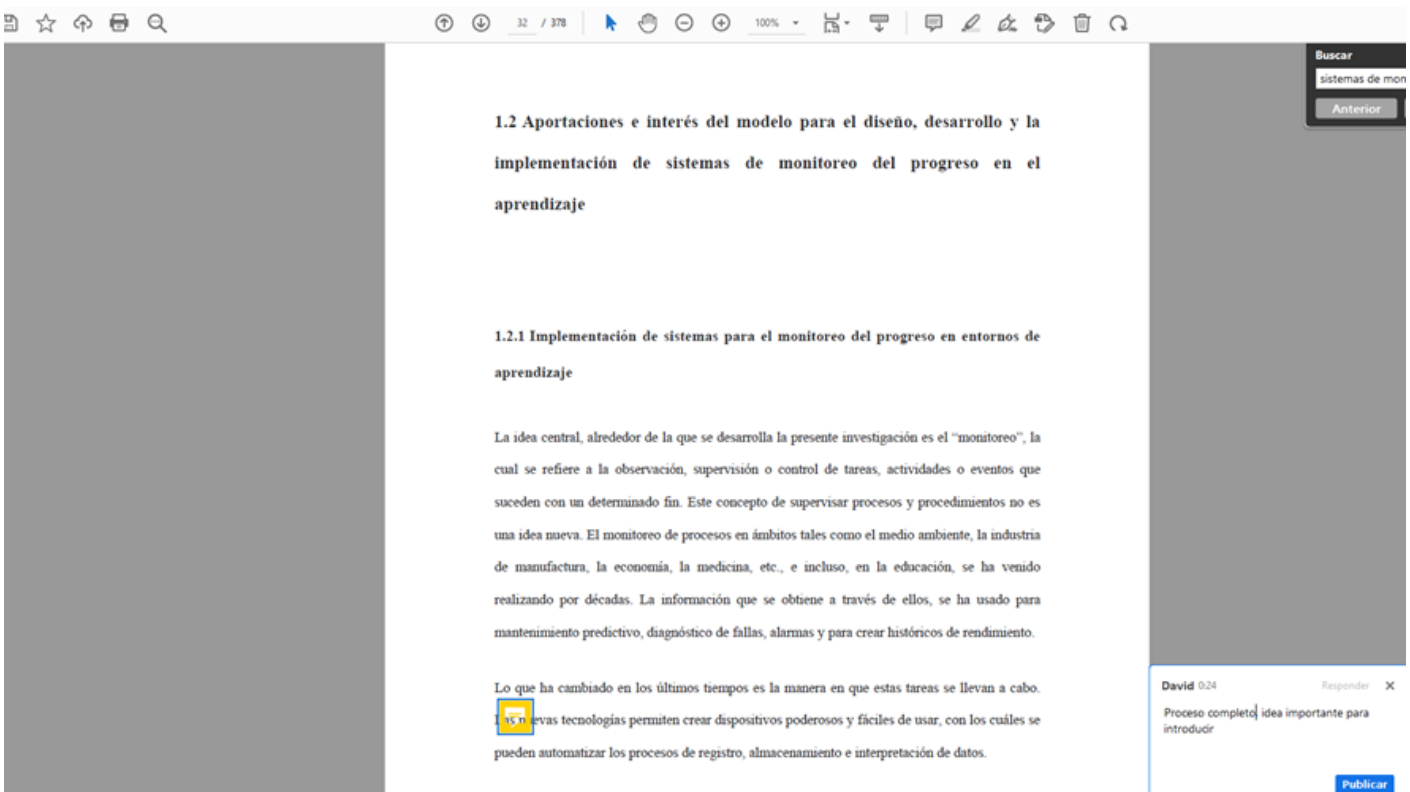 32 / 378
100%
Buscar
sistemas de mon
Anterior
1.2 Aportaciones e interés del modelo para el diseño, desarrollo y la
implementación de sistemas de monitoreo del progreso en el
aprendizaje
1.2.1 Implementación de sistemas para el monitoreo del progreso en entornos de
aprendizaje
La idea central, alrededor de la que se desarrolla la presente investigación es el “monitoreo”, la
cual se refiere a la observación, supervisión o control de tareas, actividades o eventos que
suceden con un determinado fin. Este concepto de supervisar procesos y procedimientos no es
una idea nueva. El monitoreo de procesos en ámbitos tales como el medio ambiente, la industria
de manufactura, la economía, la medicina, etc., e incluso, en la educación, se ha venido
realizando por décadas. La información que se obtiene a través de ellos, se ha usado para
mantenimiento predictivo, diagnóstico de fallas, alarmas y para crear históricos de rendimiento.
Lo que ha cambiado en los últimos tiempos es la manera en que estas tareas se llevan a cabo.
Las nuevas tecnologías permiten crear dispositivos poderosos y fáciles de usar, con los cuáles se
pueden automatizar los procesos de registro, almacenamiento e interpretación de datos.
David 0:24
Responder
Proceso completo, idea importante para
introducir
Publicar